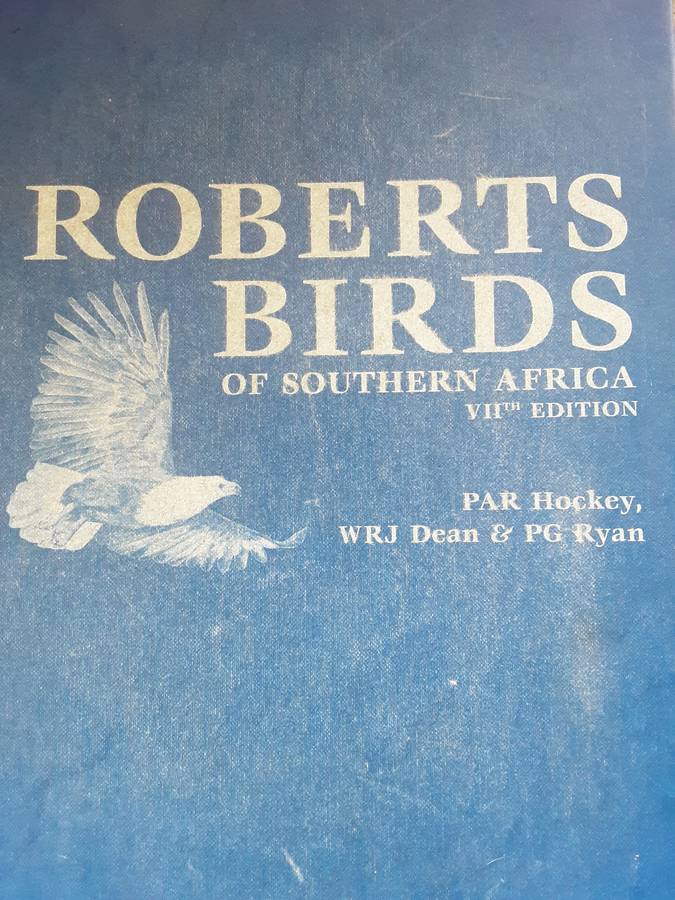 ROBERTS
BIRDS
OF SOUTHERN AFRICA
VIITH EDITION
PAR Hockey,
WRJ Dean & PG Ryan